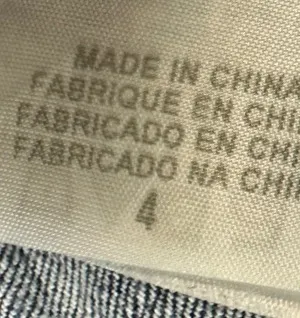 MADE IN CHINA
FABRIQUE EN CHI
FABRICADO EN CHI
FABRICADO NA CHI
4